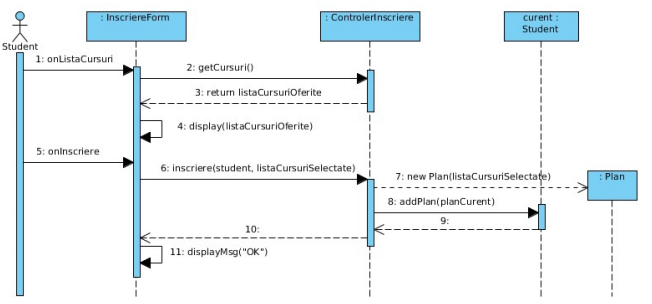 : InscriereForm
: ControlerInscriere
curent :
Student
Student
1: onListaCursuri
2: getCursuri()
3: return listaCursuriOferite
4: display(listaCursuriOferite)
5: onInscriere
6: inscriere(student, listaCursuriSelectate)
7: new Plan(listaCursuriSelectate)
: Plan
8: addPlan(planCurent)
9:
10:
11: displayMsg("OK")